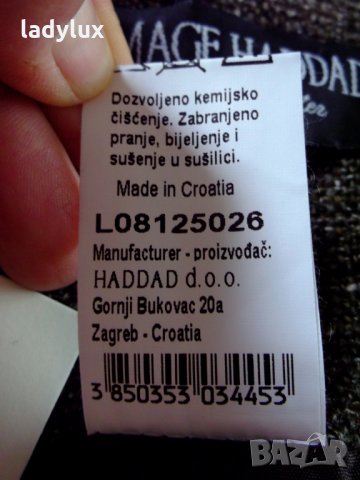 ladylux
IMAGE HADDAD
Dozvoljeno kemijsko
čišćenje. Zabranjeno
pranje, bijeljenje i
sušenje u sušilici.
Made in Croatia
L08125026
Manufacturer - proizvođač:
HADDAD d.o.o.
Gornji Bukovac 20a
Zagreb - Croatia
3 850353 034453
BAZAR